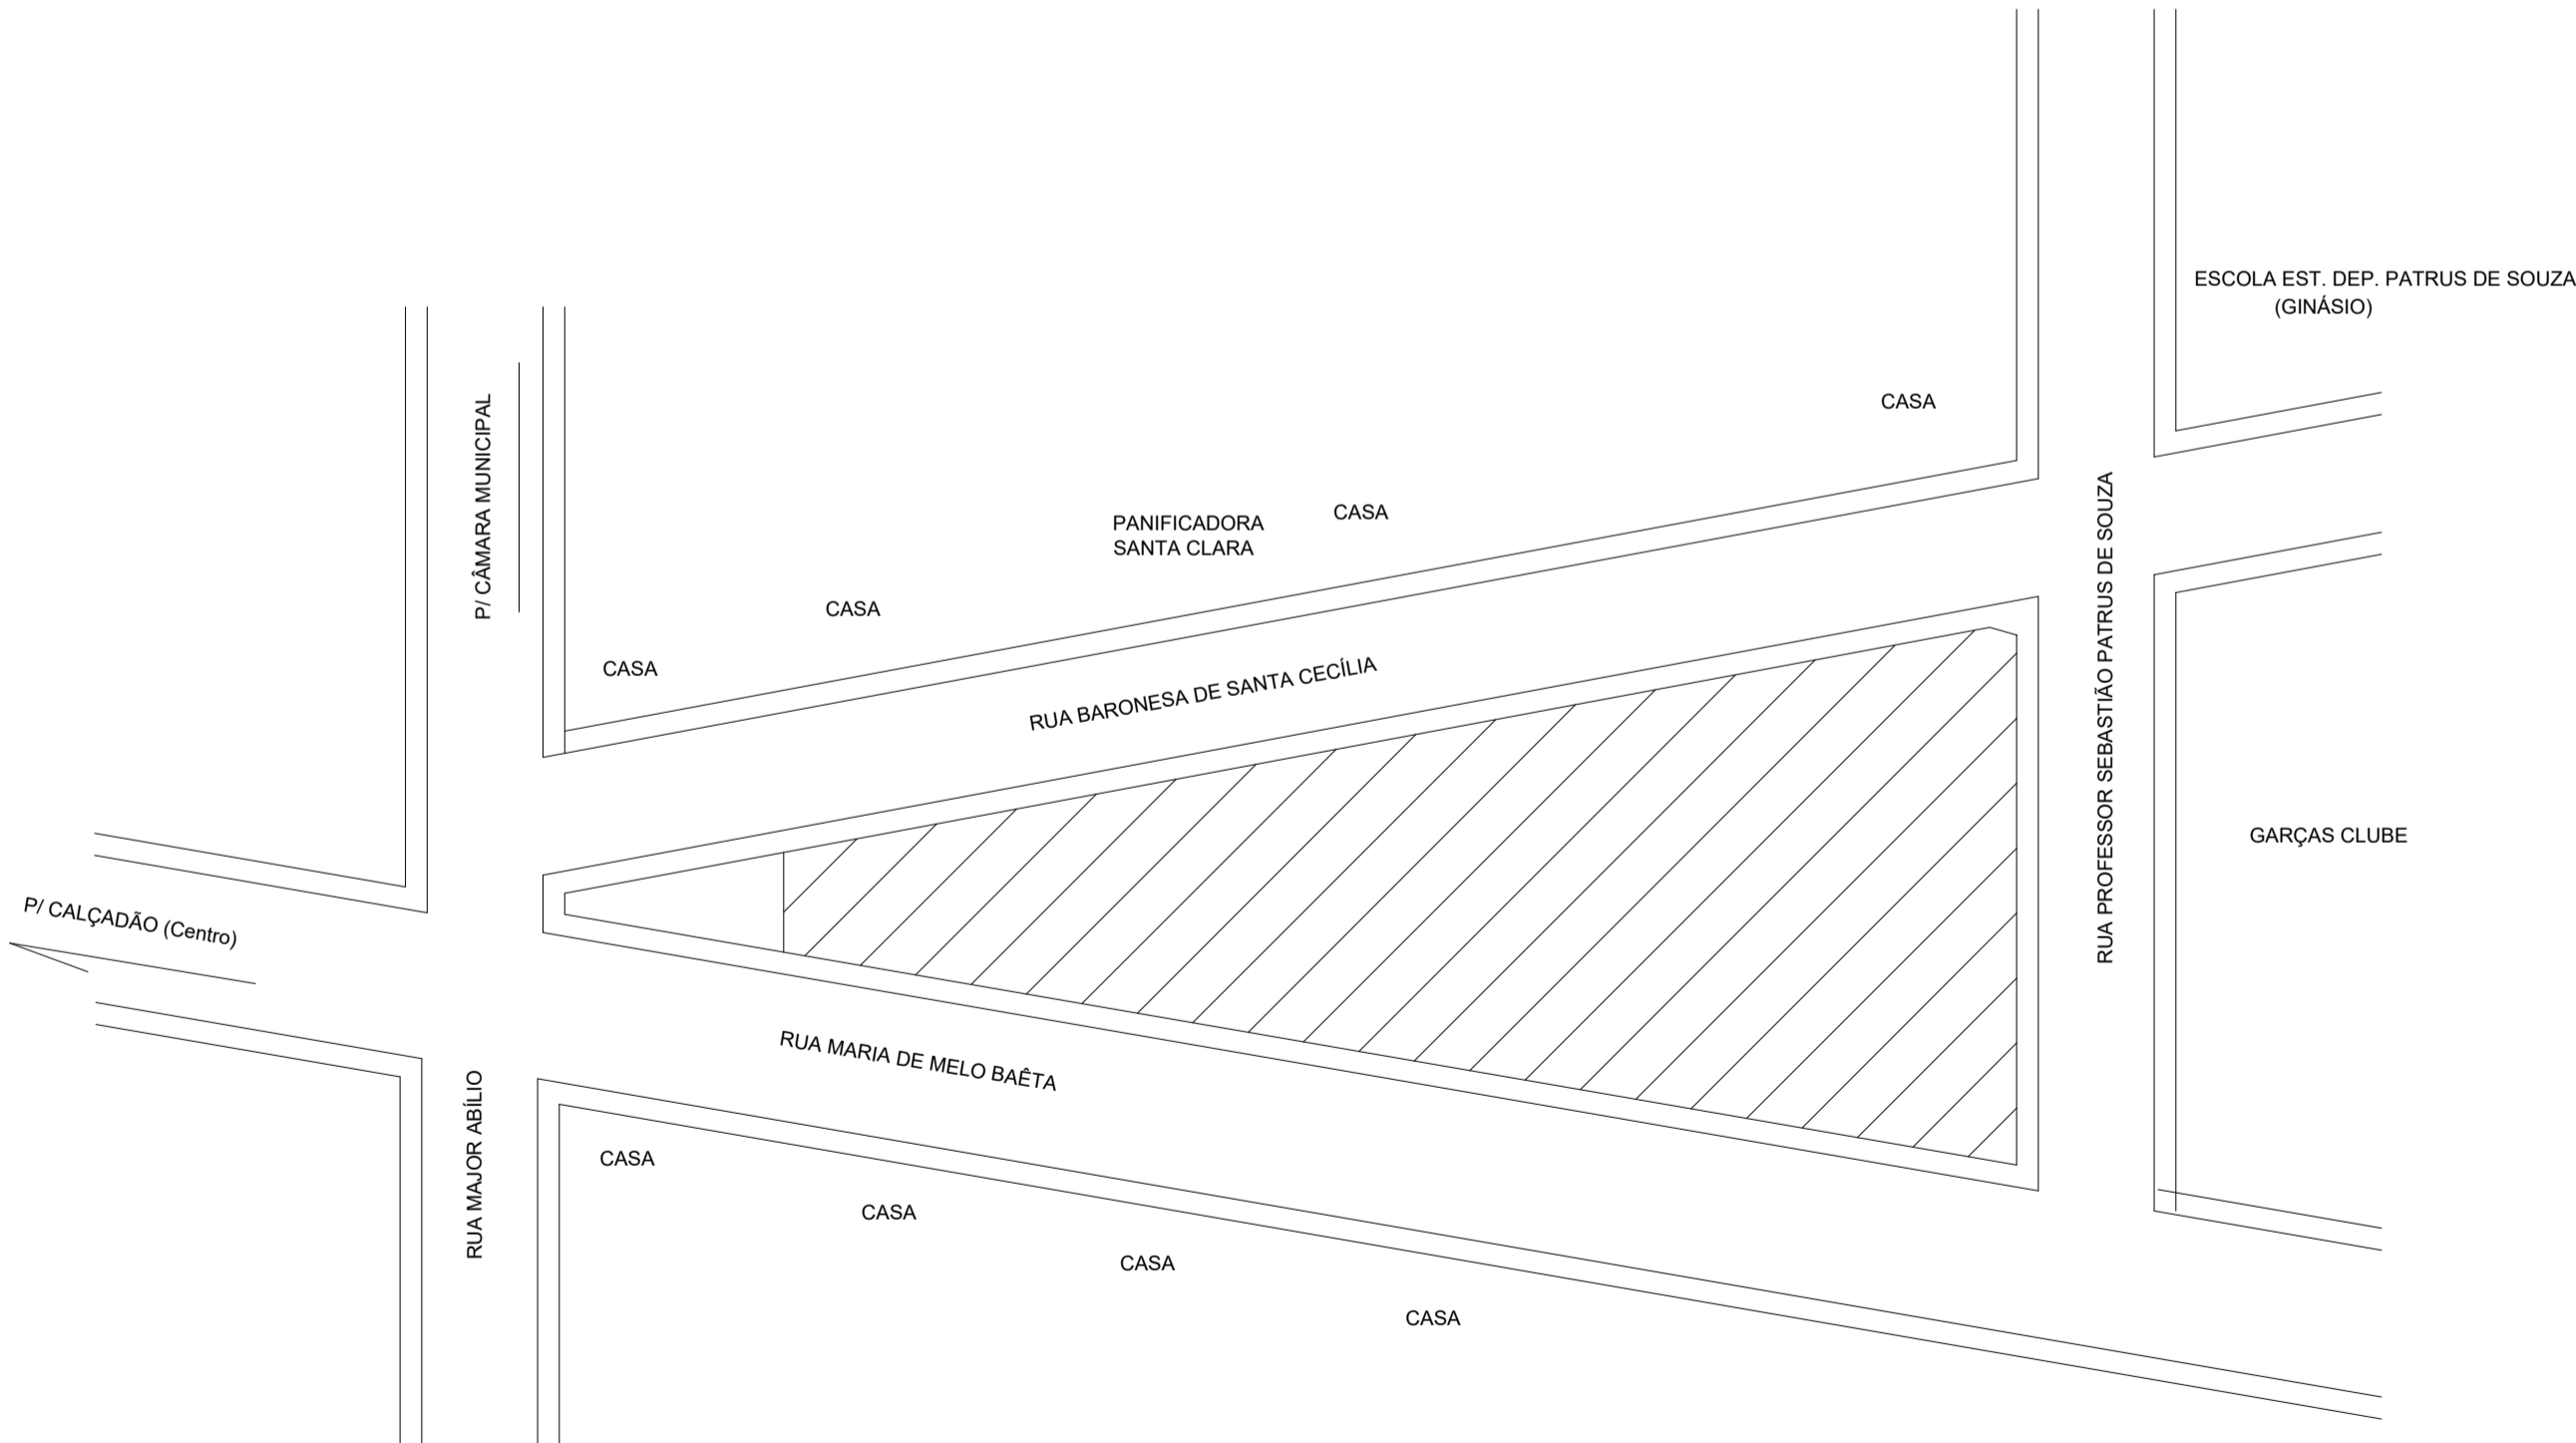 ESCOLA EST. DEP. PATRUS DE SOUZA
(GINÁSIO)
CASA
P/ CÂMARA MUNICIPAL
PANIFICADORA
SANTA CLARA
CASA
CASA
CASA
RUA BARONESA DE SANTA CECÍLIA
RUA PROFESSOR SEBASTIÃO PATRUS DE SOUZA
GARÇAS CLUBE
P/ CALÇADÃO (Centro)
RUA MARIA DE MELO BAÊTA
RUA MAJOR ABÍLIO
CASA
CASA
CASA
CASA